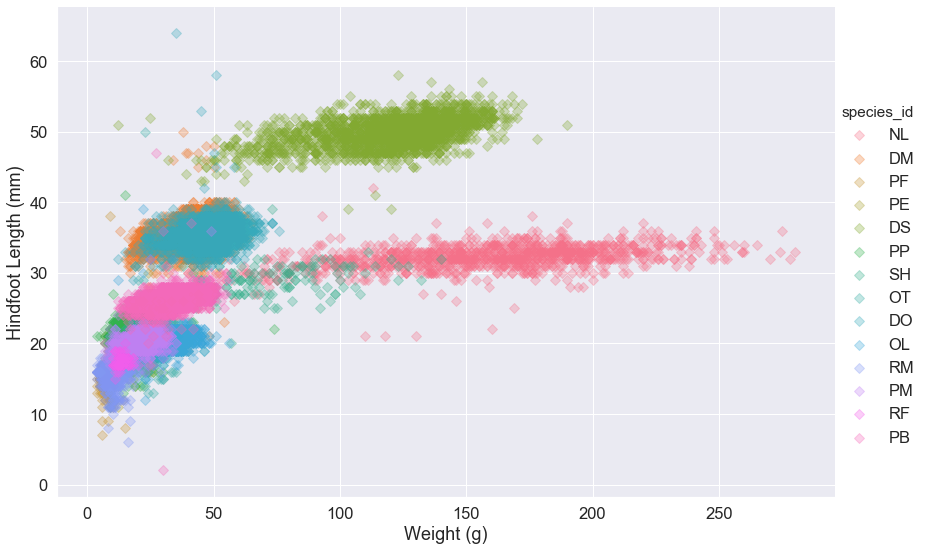 60
50
40
30
20
10
0
Hindfoot Length (mm)
0 50 100 150 200 250
Weight (g)
species_id
NL
DM
PF
PE
DS
PP
SH
OT
DO
OL
RM
PM
RF
PB